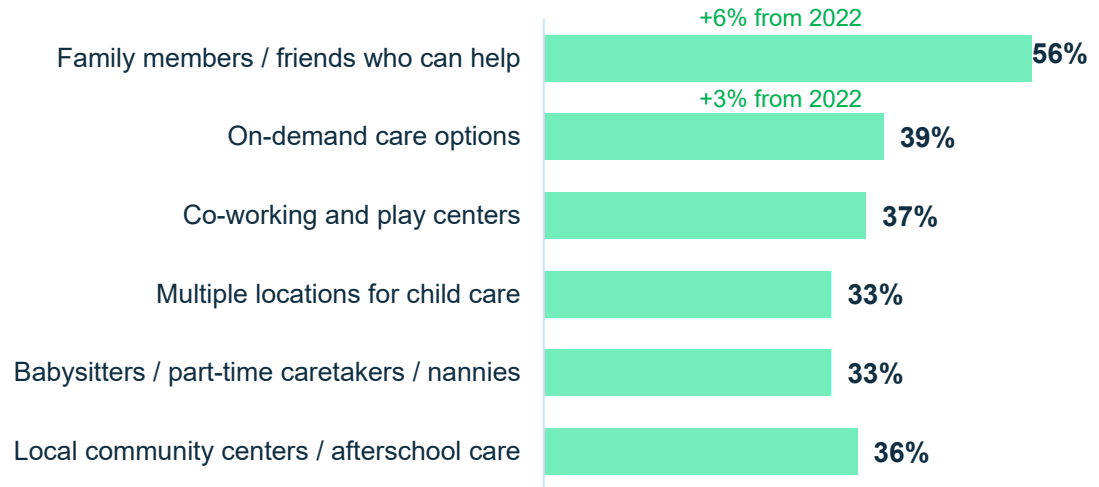 +6% from 2022
Family members / friends who can help 56%
+3% from 2022
On-demand care options 39%
Co-working and play centers 37%
Multiple locations for child care 33%
Babysitters / part-time caretakers / nannies 33%
Local community centers / afterschool care 36%